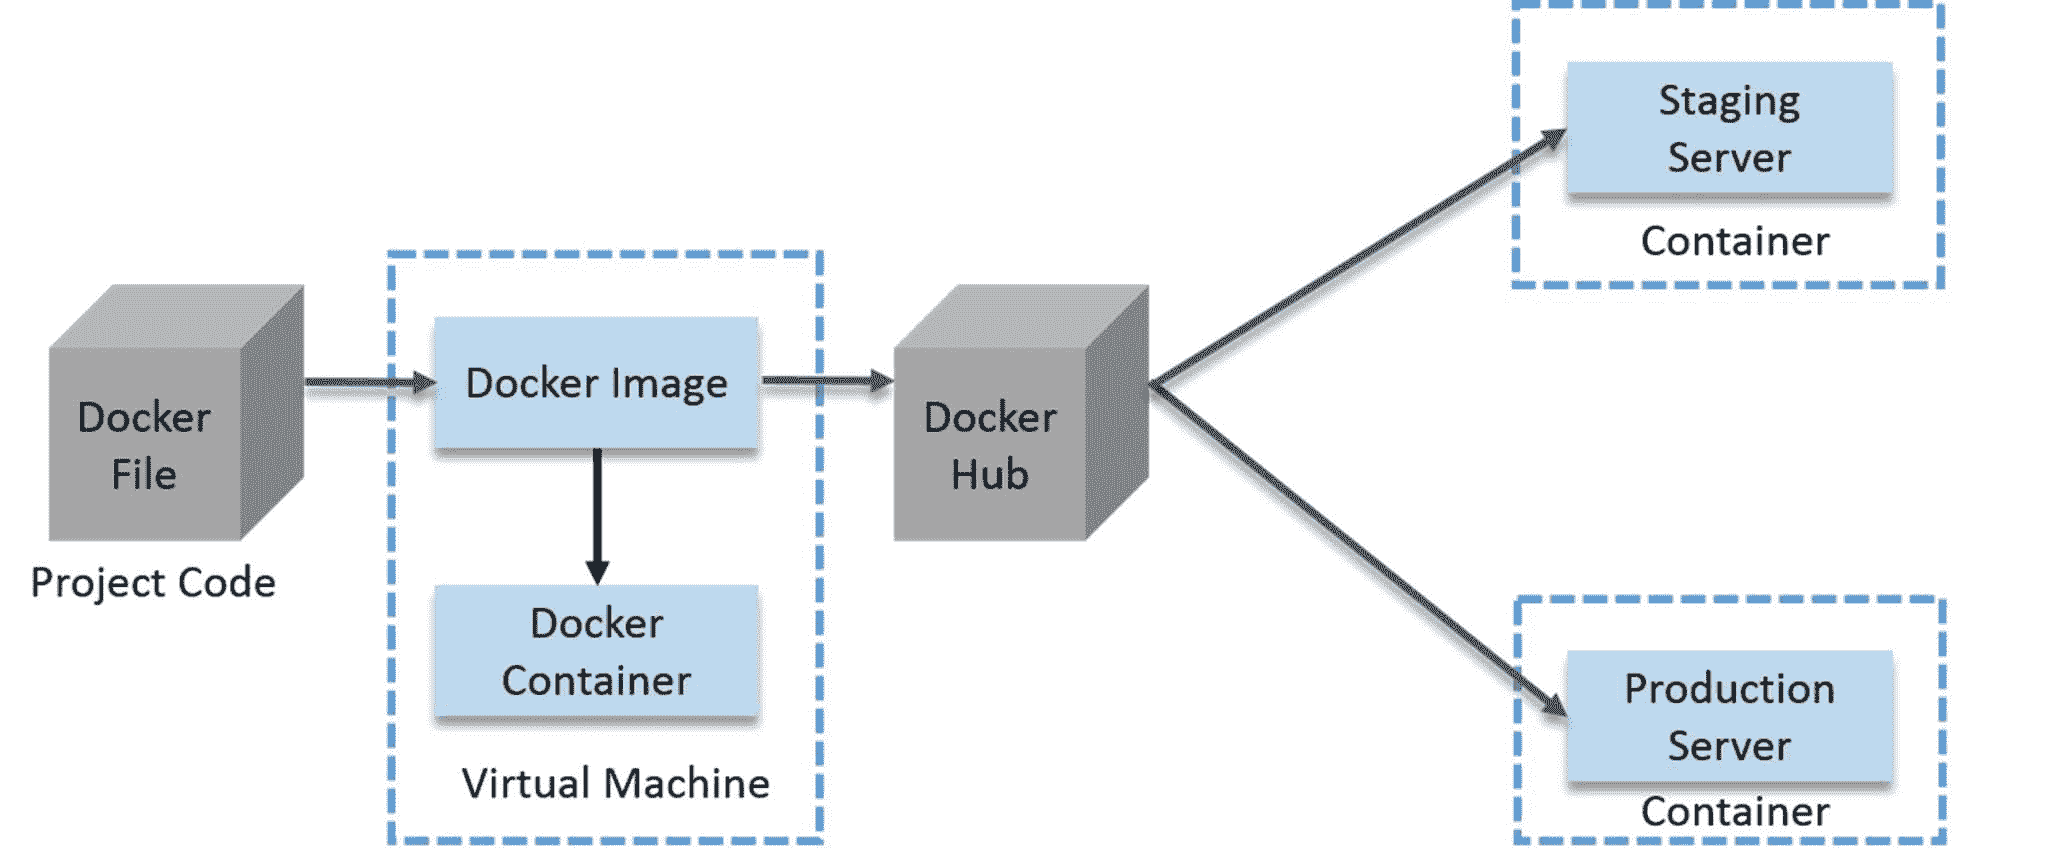 Docker
File
Project Code
Docker Image
Docker
Container
Virtual Machine
Docker
Hub
Staging
Server
Container
Production
Server
Container